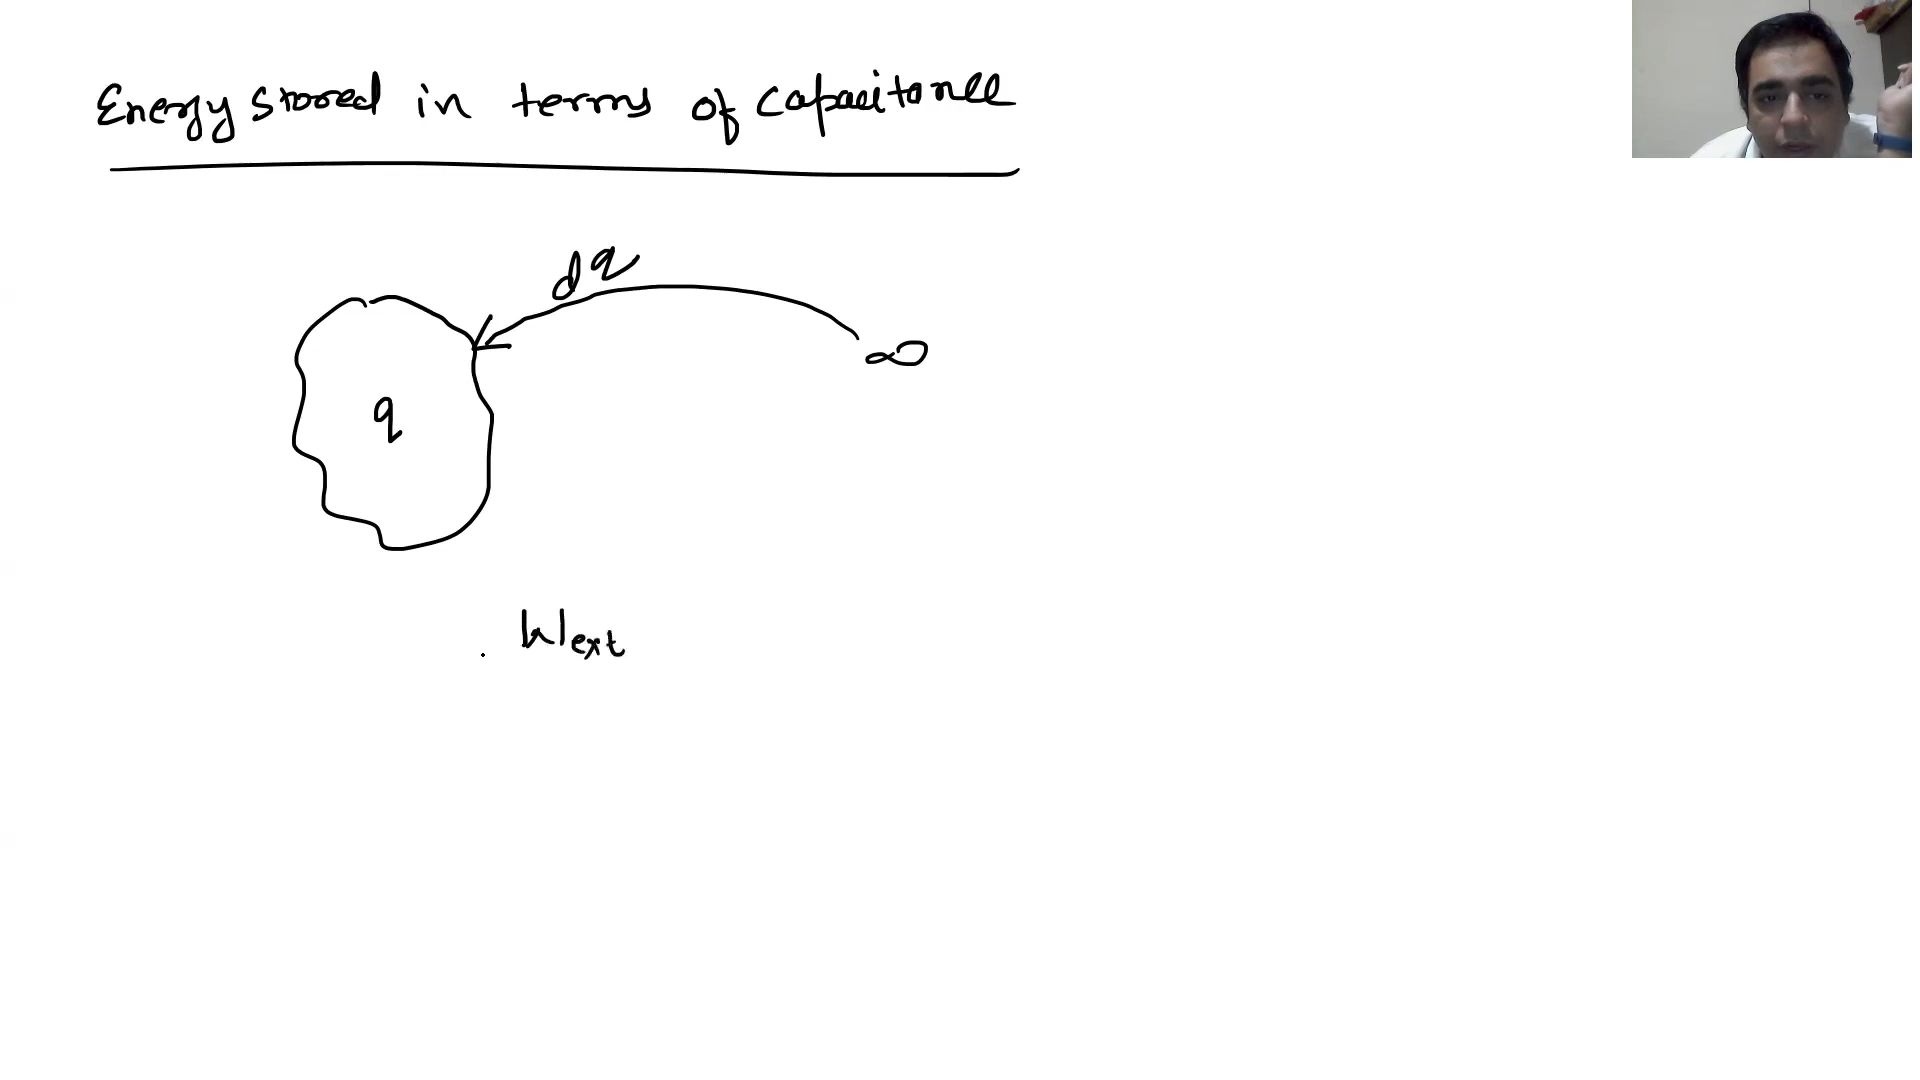 Energy stored in terms of capacitance
dq
∞
q
Wext